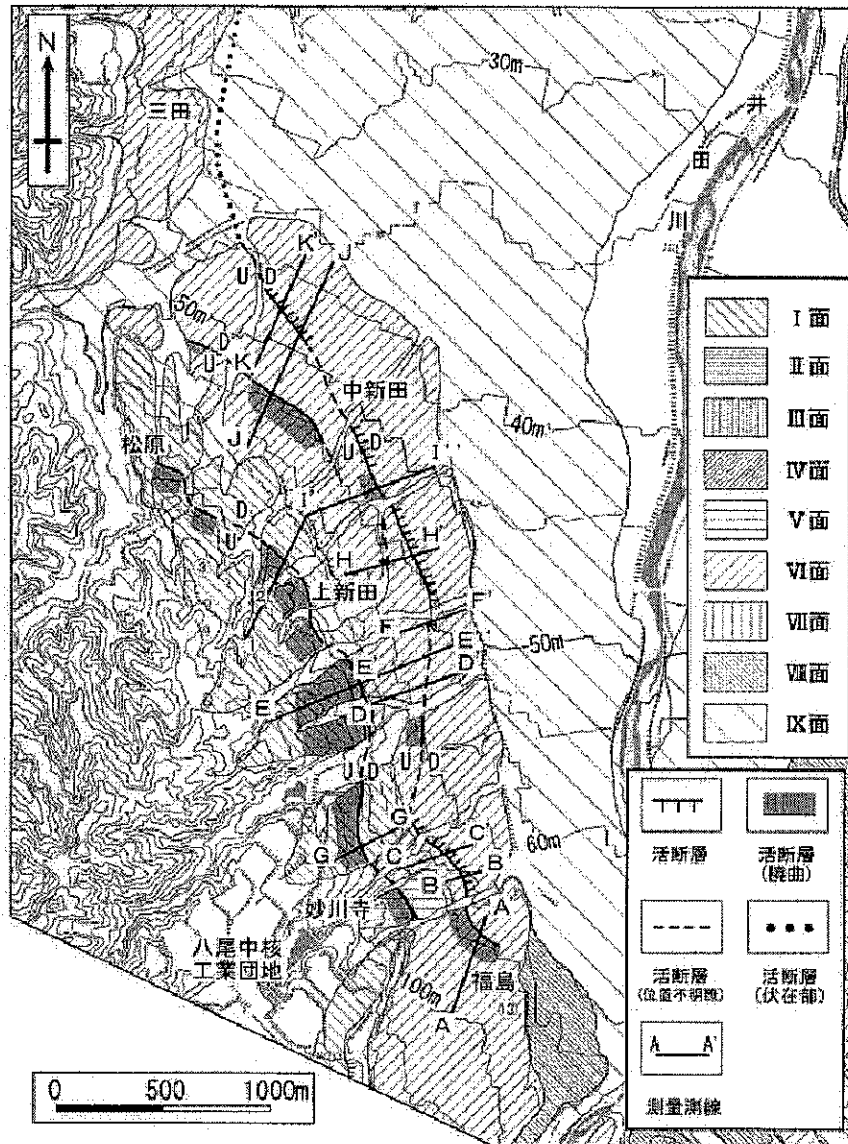 N
三田
30m
井
田
川
K'
J'
U D
50m
D
U
K
中新田
40m
J
松原
U D
I
I'
D
U
H'
H
上新田
F'
F
E'
50m
D'
E
E
D
U D
U D
G'
C'
G
C
B'
60m
B
A'
妙川寺
八尾中核
工業団地
福島
100m
A
I面
II面
III面
IV面
V面
VI面
VII面
VIII面
IX面
活断層
活断層
(撓曲)
活断層
(位置不明瞭)
活断層
(伏在部)
A A'
測量測線
0 500 1000m